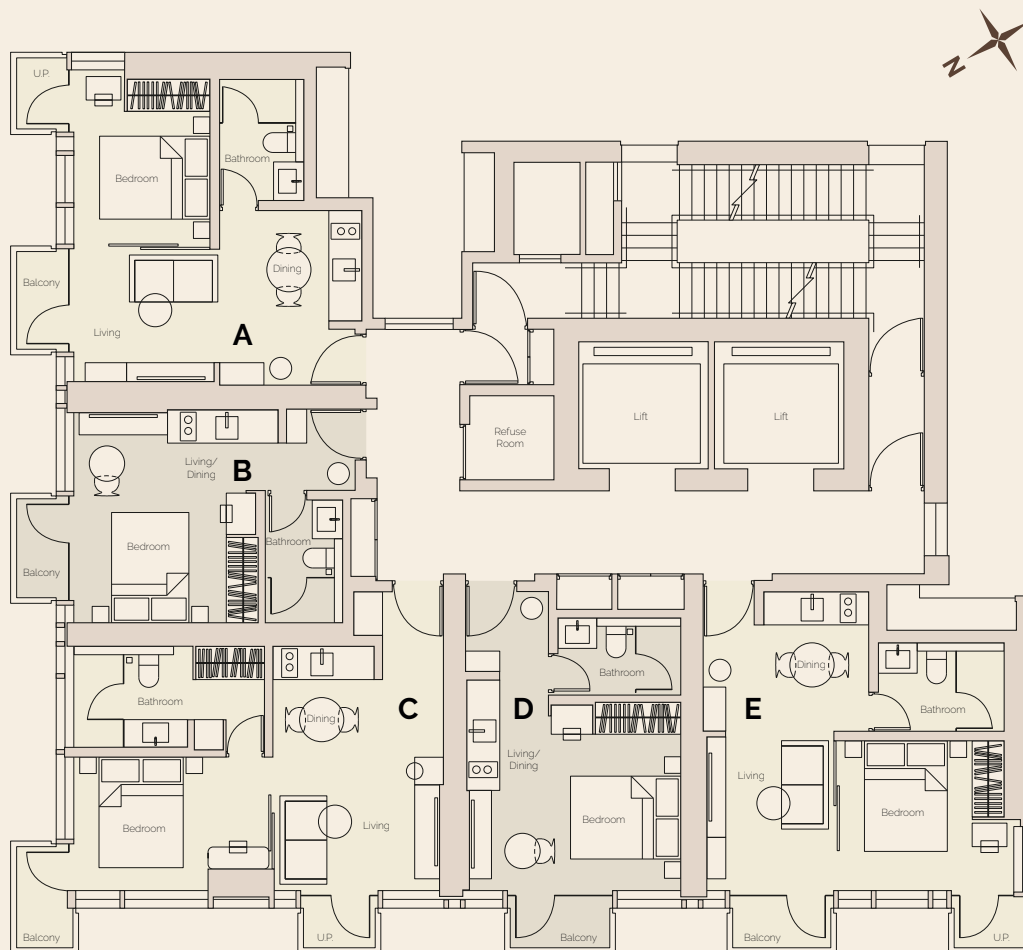 N
U.P.
Bedroom
Bathroom
Balcony
Dining
Living
A
Living/
Dining
B
Bedroom
Bathroom
Balcony
Refuse
Room
Lift
Lift
Bathroom
Dining
C
Bedroom
Living
Balcony
U.P.
Bathroom
D
Living/
Dining
Bedroom
Balcony
Dining
Bathroom
E
Living
Bedroom
Balcony
U.P.